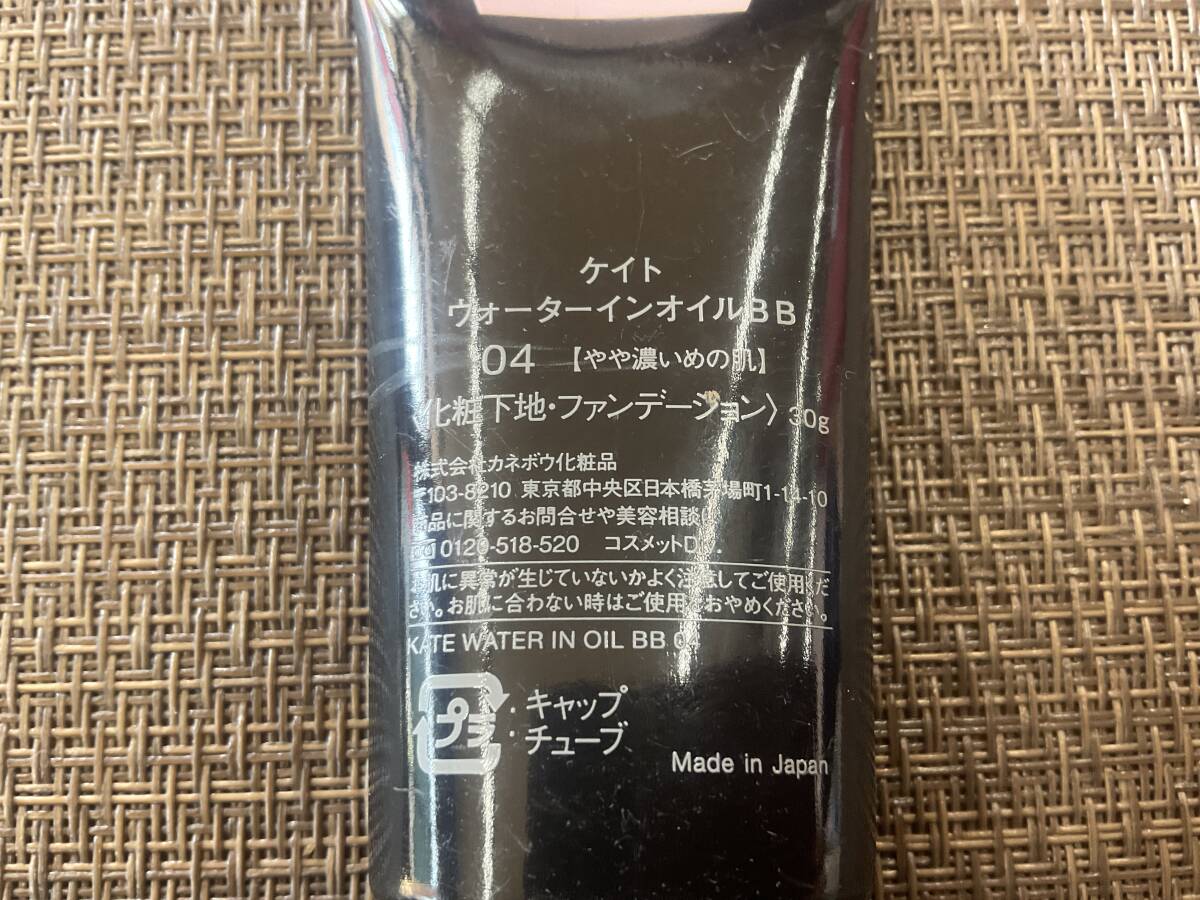 ケイト
ウォーターインオイルBB
04 【やや濃いめの肌】
〈化粧下地・ファンデーション〉 30g
株式会社カネボウ化粧品
〒103-8210 東京都中央区日本橋茅場町1-14-10
製品に関するお問合せや美容相談は
0120-518-520 コスメットDiv.
お肌に異常が生じていないかよく注意してご使用くだ
さい。お肌に合わない時はご使用をおやめください。
KATE WATER IN OIL BB 04
プラ ・キャップ
・チューブ
Made in Japan